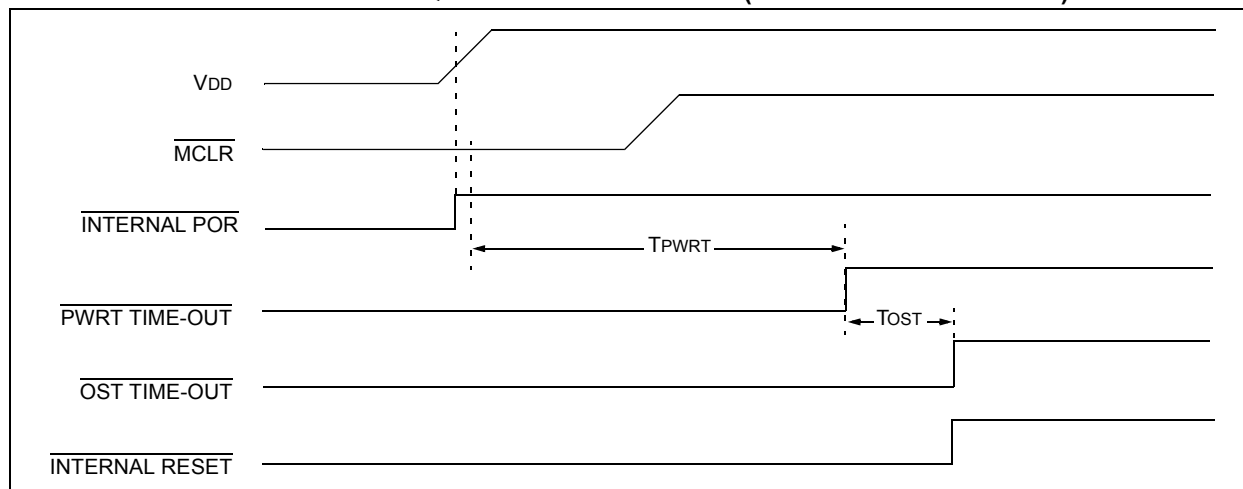 VDD
MCLR
INTERNAL POR
TPWRT
PWRT TIME-OUT
TOST
OST TIME-OUT
INTERNAL RESET